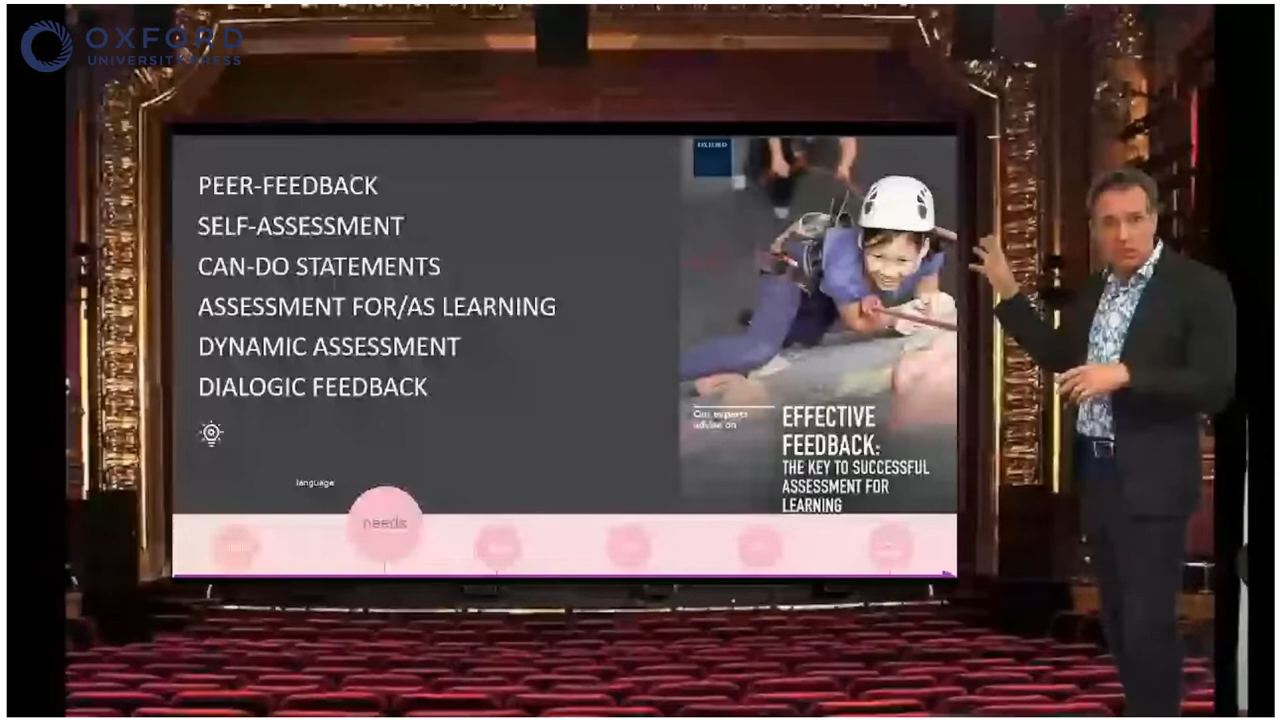 OXFORD
UNIVERSITY PRESS
PEER-FEEDBACK
SELF-ASSESSMENT
CAN-DO STATEMENTS
ASSESSMENT FOR/AS LEARNING
DYNAMIC ASSESSMENT
DIALOGIC FEEDBACK
OXFORD
Our experts
advise on
EFFECTIVE
FEEDBACK:
THE KEY TO SUCCESSFUL
ASSESSMENT FOR
LEARNING
language
needs